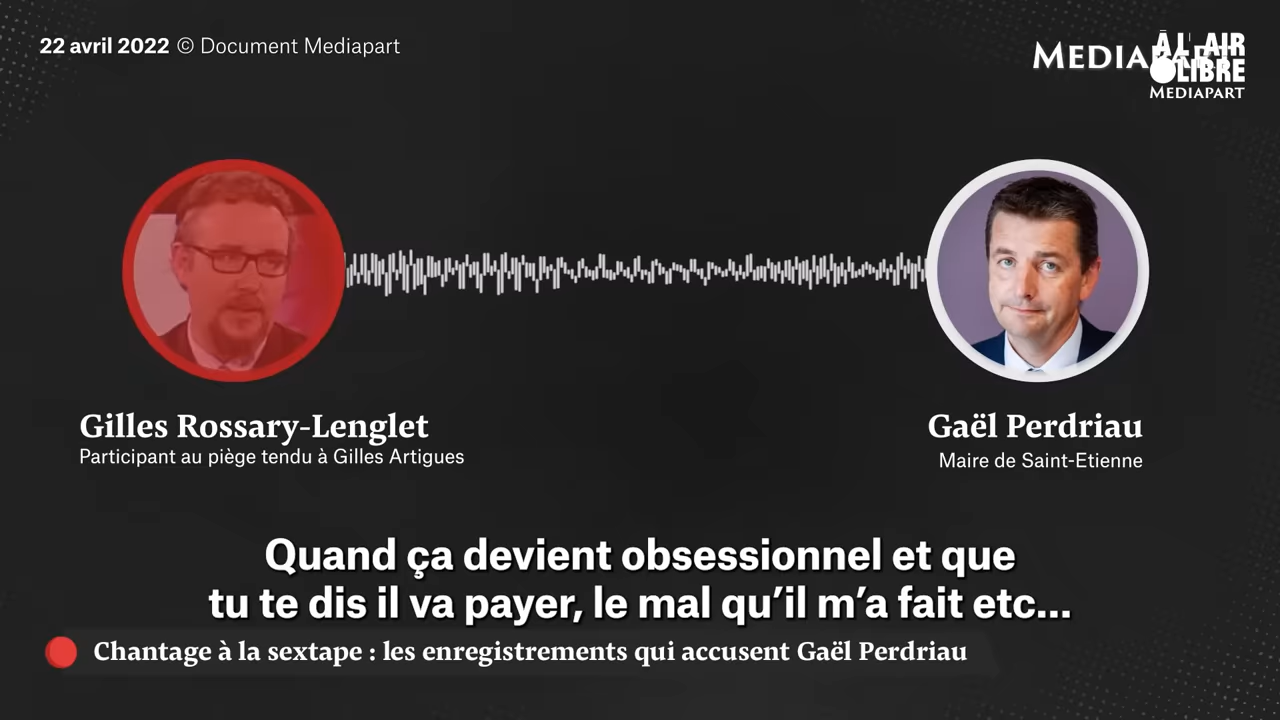 22 avril 2022 © Document Mediapart
À L'AIR
LIBRE
MEDIAPART
Gilles Rossary-Lenglet
Participant au piège tendu à Gilles Artigues
Gaël Perdriau
Maire de Saint-Etienne
Quand ça devient obsessionnel et que
tu te dis il va payer, le mal qu’il m’a fait etc...
Chantage à la sextape : les enregistrements qui accusent Gaël Perdriau